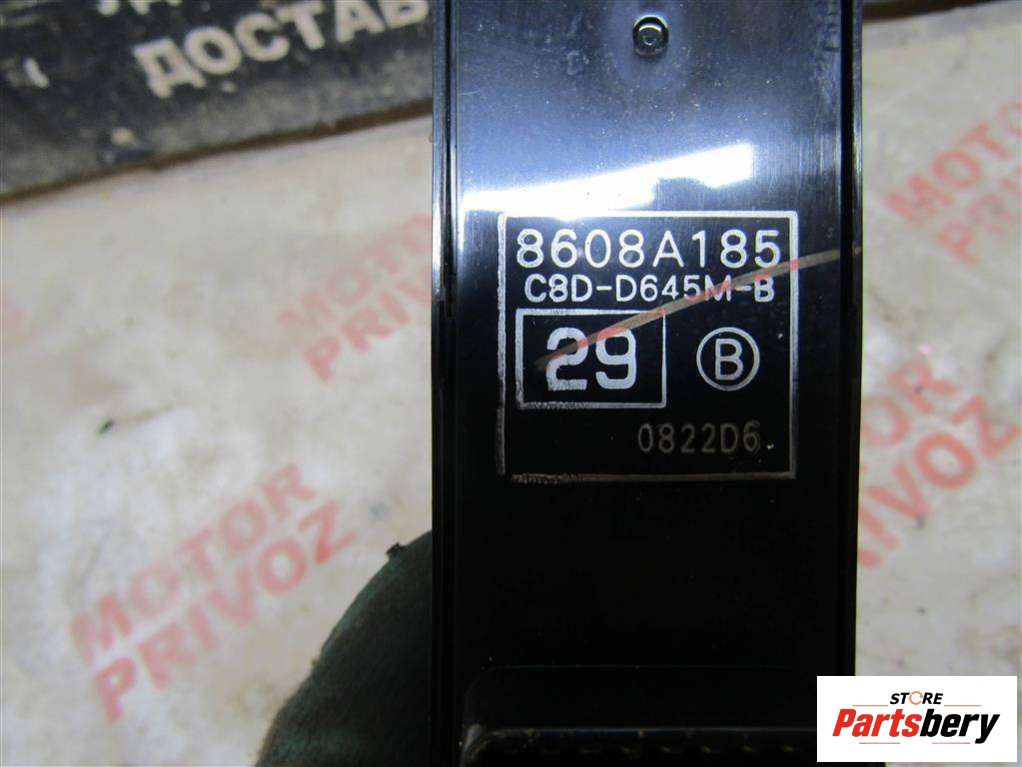 ДОСТАВ
8608A185
C8D-D645M-B
29
B
0822D6
MOTOR
PRIVOZ
MOTOR
PRIVOZ
MOTOR
PRIVOZ
MOTOR
PRIVOZ
STORE
Partsbery